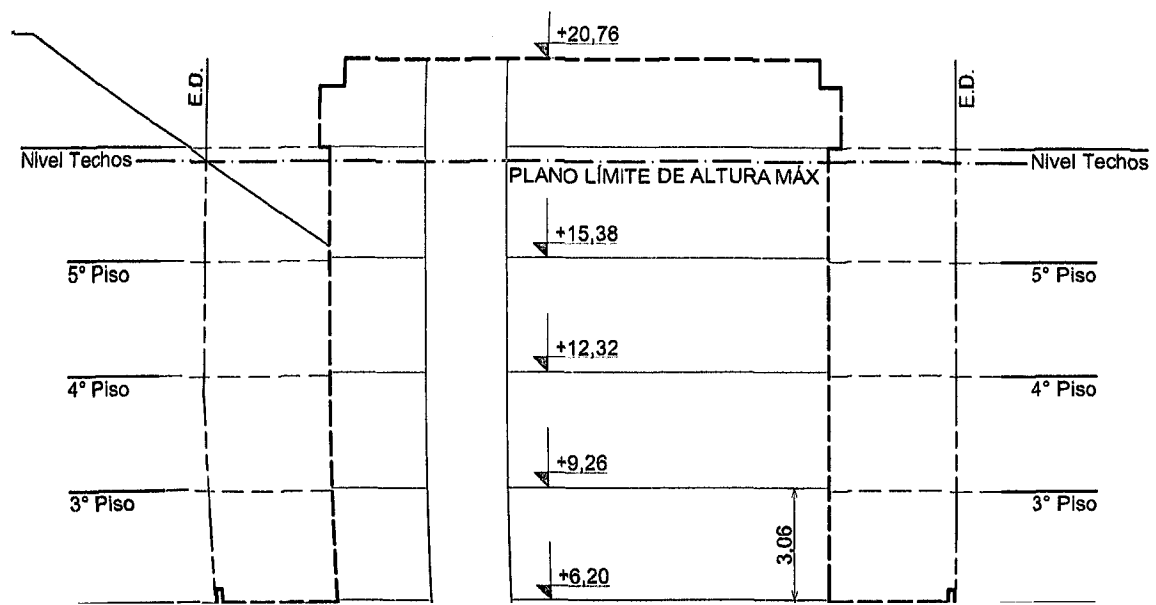 +20,76
E.D.
E.D.
Nivel Techos
Nivel Techos
PLANO LÍMITE DE ALTURA MÁX
+15,38
5° Piso
5° Piso
+12,32
4° Piso
4° Piso
+9,26
3° Piso
3° Piso
3,06
+6,20